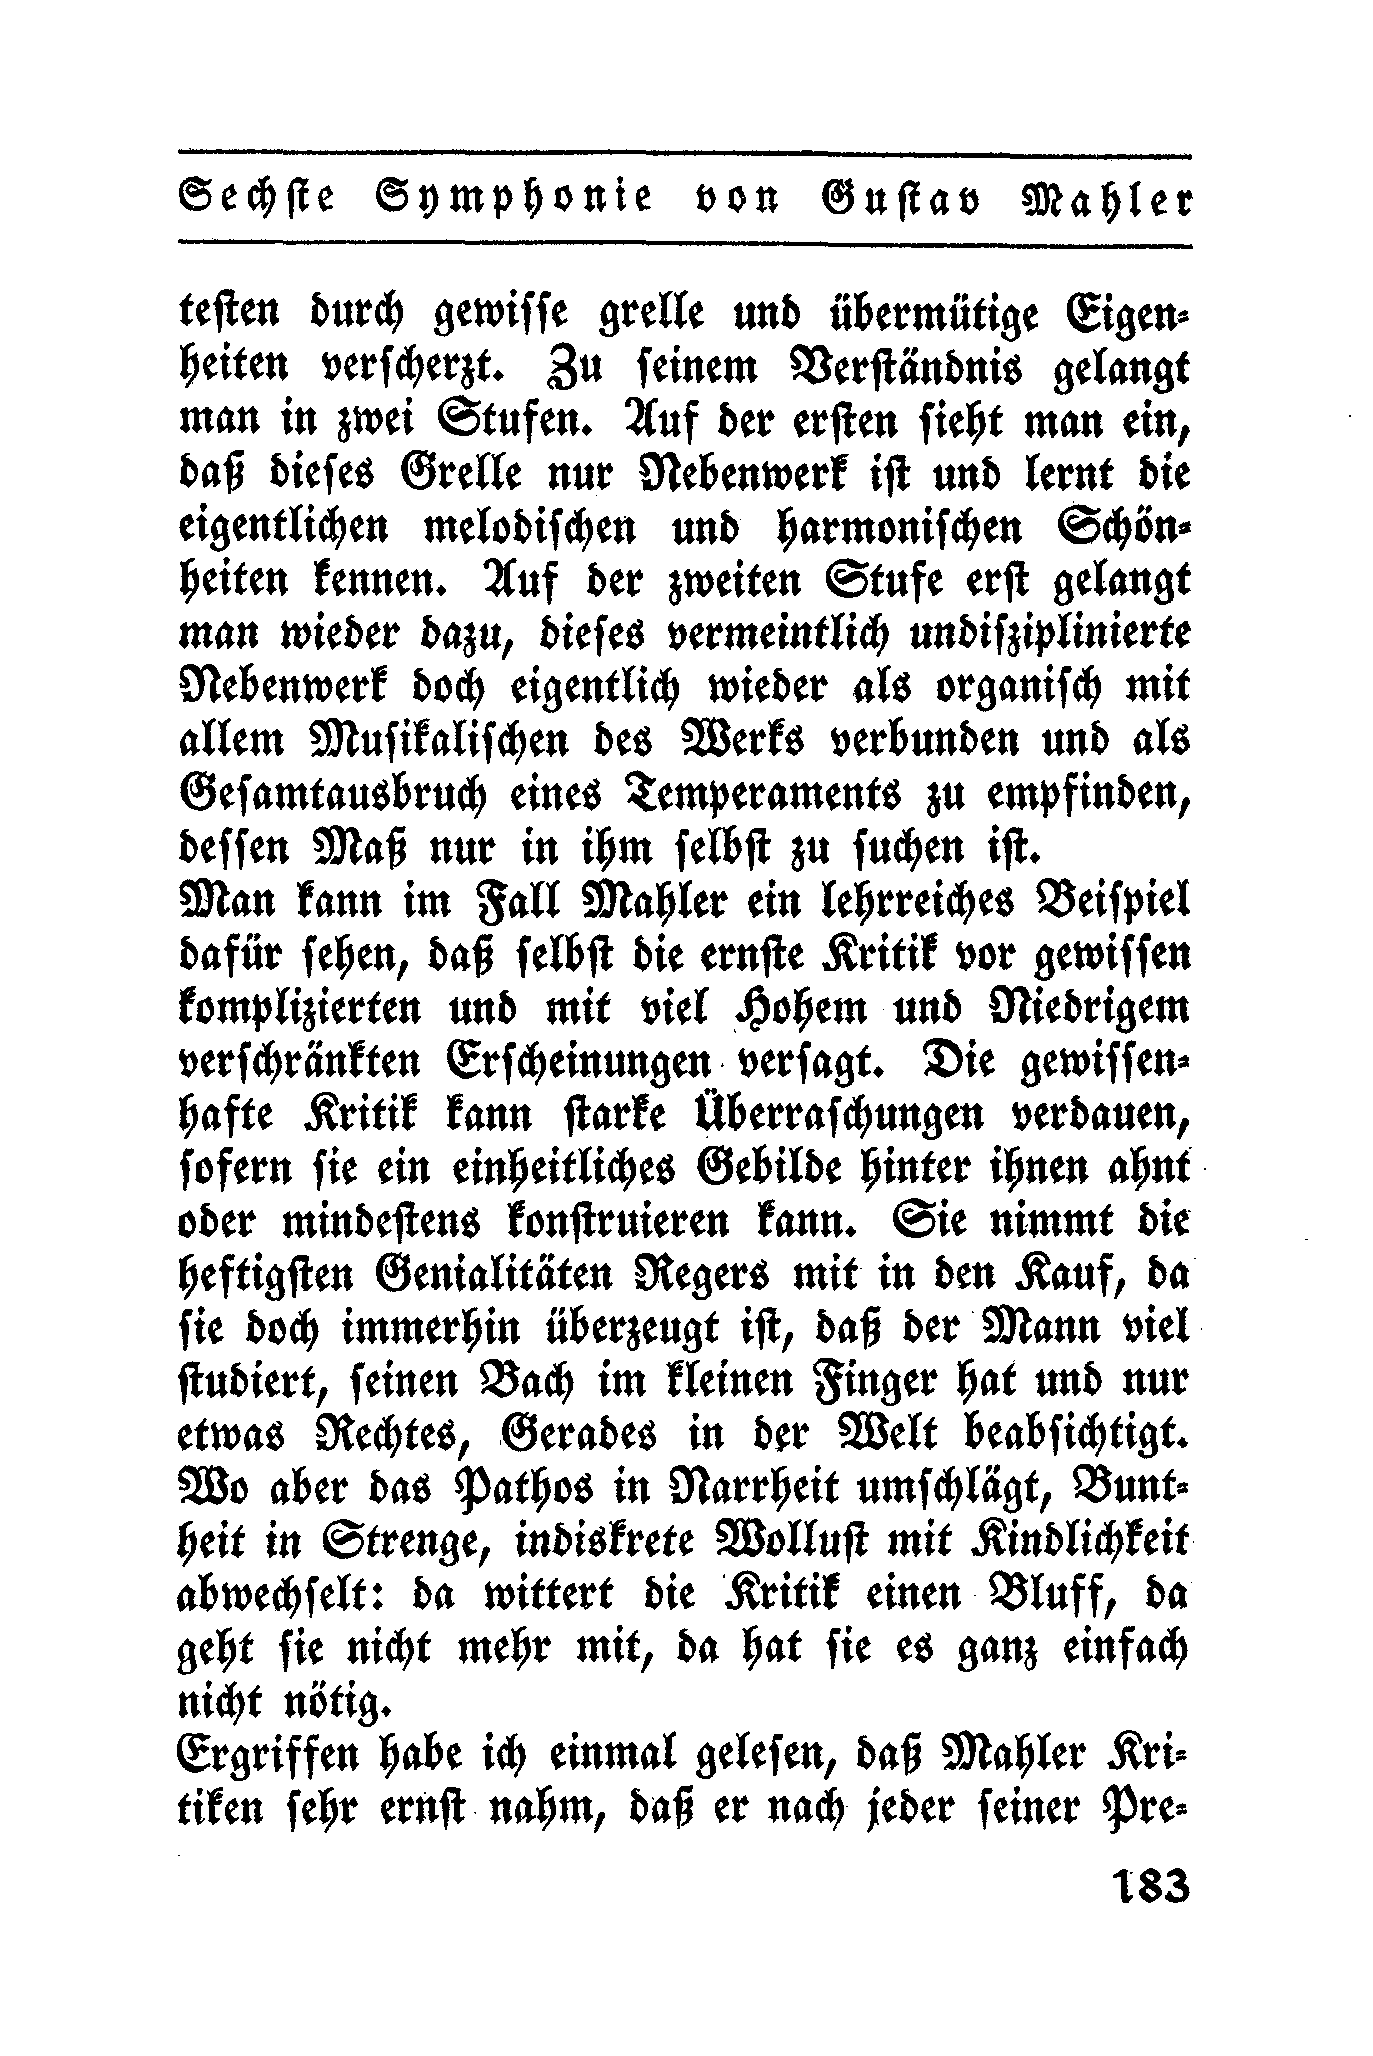 Sechste Symphonie von Gustav Mahler
testen durch gewisse grelle und übermütige Eigen-
heiten verscherzt. Zu seinem Verständnis gelangt
man in zwei Stufen. Auf der ersten sieht man ein,
daß dieses Grelle nur Nebenwerk ist und lernt die
eigentlichen melodischen und harmonischen Schön-
heiten kennen. Auf der zweiten Stufe erst gelangt
man wieder dazu, dieses vermeintlich undisziplinierte
Nebenwerk doch eigentlich wieder als organisch mit
allem Musikalischen des Werks verbunden und als
Gesamtausbruch eines Temperaments zu empfinden,
dessen Maß nur in ihm selbst zu suchen ist.
Man kann im Fall Mahler ein lehrreiches Beispiel
dafür sehen, daß selbst die ernste Kritik vor gewissen
komplizierten und mit viel Hohem und Niedrigem
verschränkten Erscheinungen versagt. Die gewissen-
hafte Kritik kann starke Überraschungen verdauen,
sofern sie ein einheitliches Gebilde hinter ihnen ahnt
oder mindestens konstruieren kann. Sie nimmt die
heftigsten Genialitäten Regers mit in den Kauf, da
sie doch immerhin überzeugt ist, daß der Mann viel
studiert, seinen Bach im kleinen Finger hat und nur
etwas Rechtes, Gerades in der Welt beabsichtigt.
Wo aber das Pathos in Narrheit umschlägt, Bunt-
heit in Strenge, indiskrete Wollust mit Kindlichkeit
abwechselt: da wittert die Kritik einen Bluff, da
geht sie nicht mehr mit, da hat sie es ganz einfach
nicht nötig.
Ergriffen habe ich einmal gelesen, daß Mahler Kri-
tiken sehr ernst nahm, daß er nach jeder seiner Pre-
183